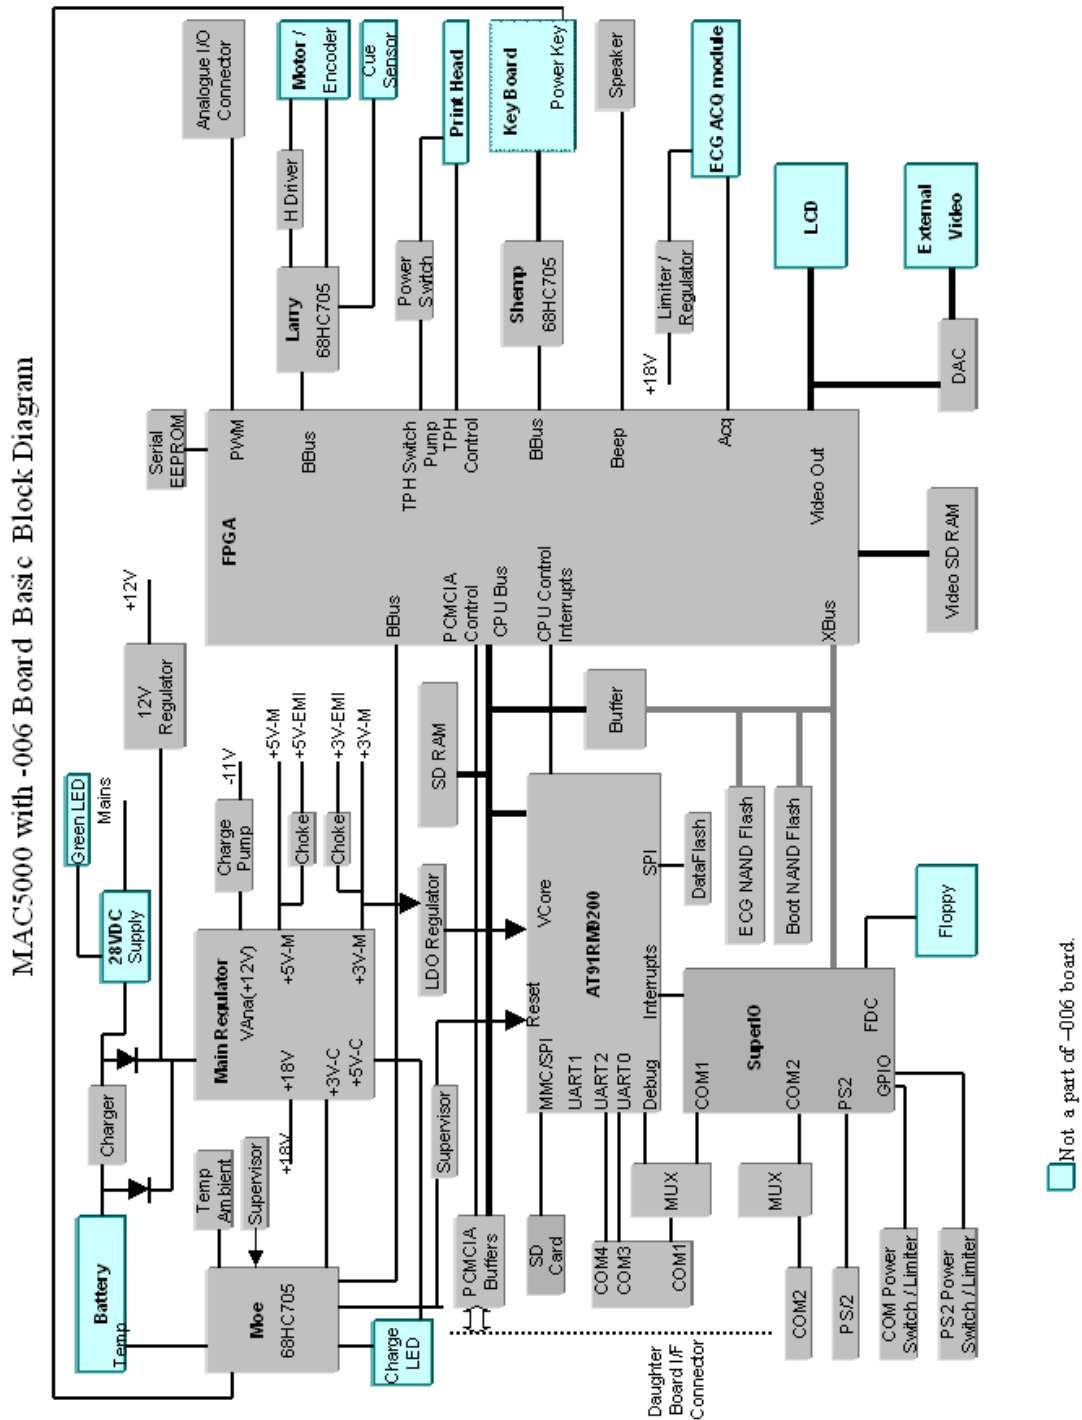 MAC5000 with -006 Board Basic Block Diagram
Battery
Temp
Charger
28VDC
Supply
Green LED
Mains
12V
Regulator
+12V
Serial
EEPROM
Analogue I/O
Connector
Motor /
Encoder
Cue
Sensor
Print Head
Key Board
Power Key
Speaker
ECG ACQ module
LCD
External
Video
H Driver
Larry
68HC705
Power
Switch
Shemp
68HC705
Limiter /
Regulator
+18V
DAC
Video SD RAM
FPGA
PWM
BBus
TPH Switch
Pump
TPH
Control
BBus
Beep
Acq
Video Out
BBus
PCMCIA
Control
CPU Bus
CPU Control
Interrupts
XBus
Temp
Ambient
Supervisor
Moe
68HC705
Charge
LED
Main Regulator
VAna(+12V)
+18V
+3V-C
+5V-C
+5V-M
+3V-M
+18V
Charge
Pump
-11V
Choke
Choke
+5V-M
+5V-EMI
+3V-EMI
+3V-M
LDO Regulator
SD RAM
Supervisor
Buffer
PCMCIA
Buffers
AT91RM9200
Reset
VCore
MMC/SPI
UART1
UART2
UART0
Debug
Interrupts
SPI
DataFlash
ECG NAND Flash
Boot NAND Flash
SD
Card
COM4
COM3
COM1
MUX
MUX
SuperIO
COM1
COM2
PS2
GPIO
FDC
Floppy
COM2
PS/2
COM Power
Switch / Limiter
PS2 Power
Switch / Limiter
Daughter
Board I/F
Connector
Not a part of -006 board.